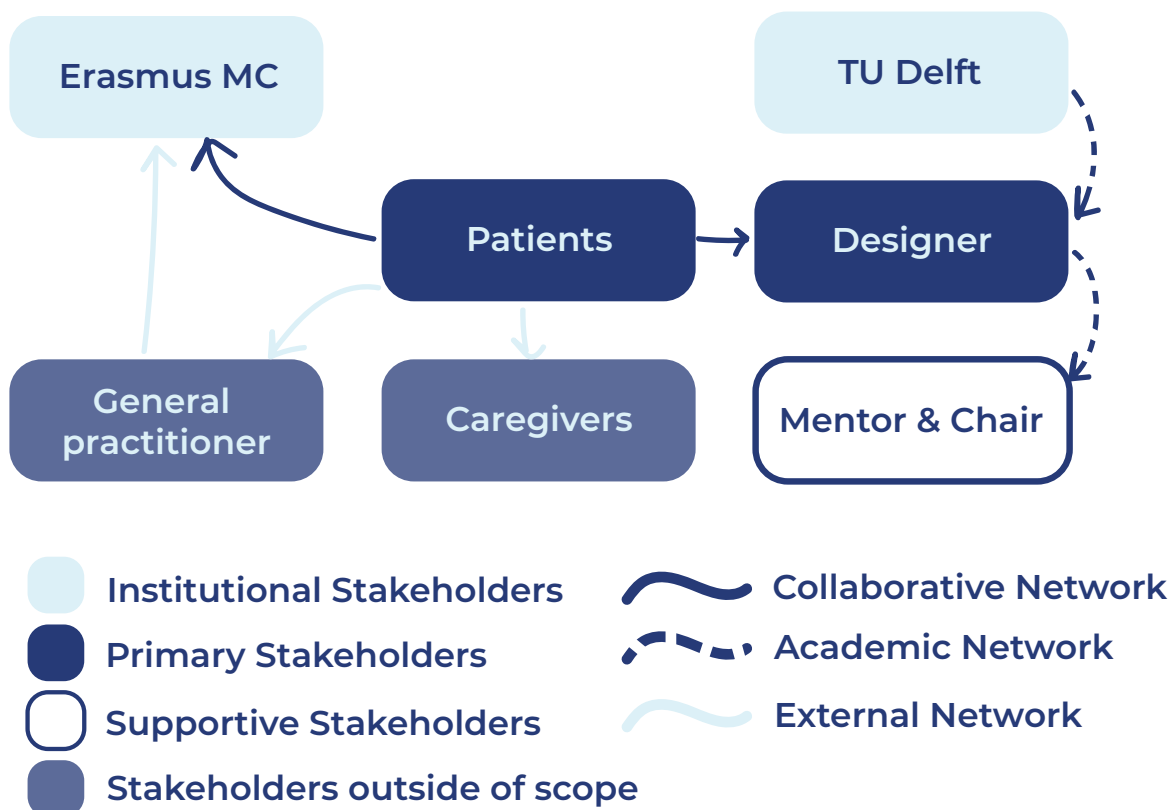 Erasmus MC
TU Delft
Patients
Designer
General
practitioner
Caregivers
Mentor & Chair
Institutional Stakeholders
Primary Stakeholders
Supportive Stakeholders
Stakeholders outside of scope
Collaborative Network
Academic Network
External Network